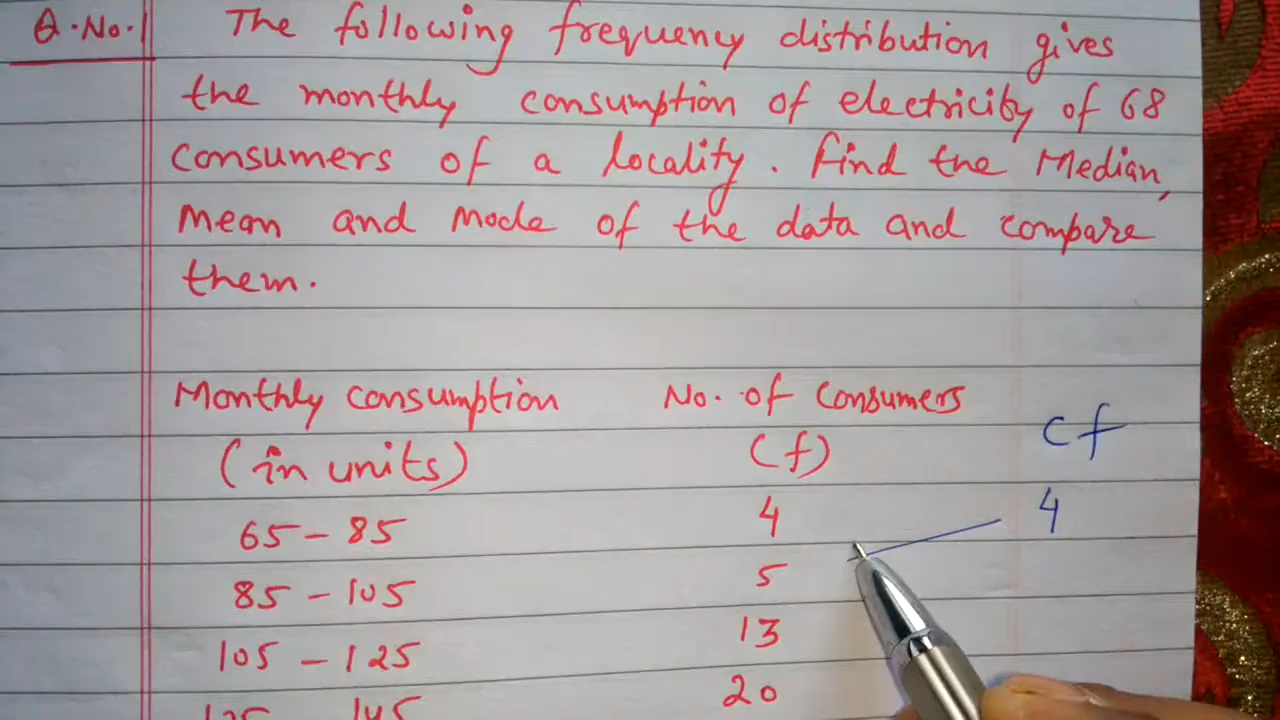 Q.No.1 The following frequency distribution gives
the monthly consumption of electricity of 68
consumers of a locality. Find the Median,
mean and mode of the data and compare
them.
Monthly consumption No. of Consumers
(in units) (f) cf
65 - 85 4 4
85 - 105 5
105 - 125 13
125 - 145 20